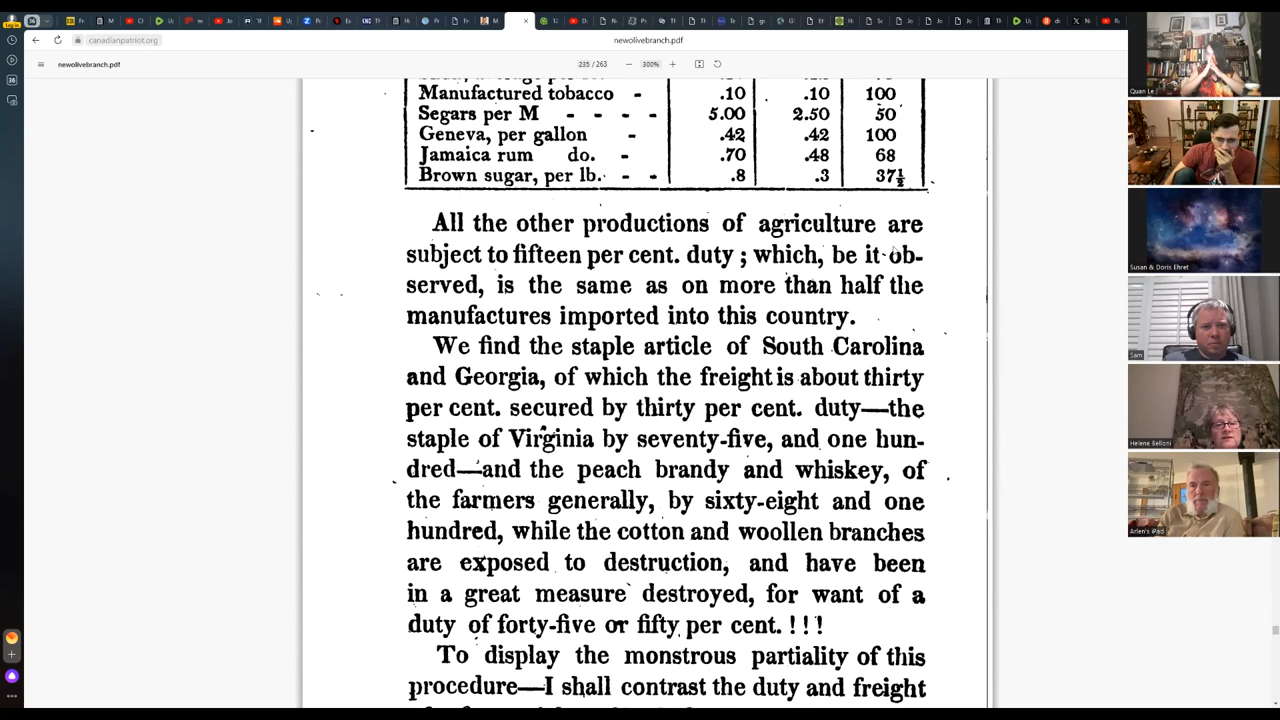 canadianpatriot.org
newolivebranch.pdf
newolivebranch.pdf
235 / 263
300%
Manufactured tobacco - .10 .10 100
Segars per M - - - - 5.00 2.50 50
Geneva, per gallon - .42 .42 100
Jamaica rum do. - .70 .48 68
Brown sugar, per lb. - - .8 .3 37½
All the other productions of agriculture are
subject to fifteen per cent. duty ; which, be it ob-
served, is the same as on more than half the
manufactures imported into this country.
We find the staple article of South Carolina
and Georgia, of which the freight is about thirty
per cent. secured by thirty per cent. duty—the
staple of Virginia by seventy-five, and one hun-
dred—and the peach brandy and whiskey, of
the farmers generally, by sixty-eight and one
hundred, while the cotton and woollen branches
are exposed to destruction, and have been
in a great measure destroyed, for want of a
duty of forty-five or fifty per cent. ! ! !
To display the monstrous partiality of this
procedure—I shall contrast the duty and freight
Quan Le
Susan & Doris Ehret
Sam
Helene Belloni
Arlen's iPad